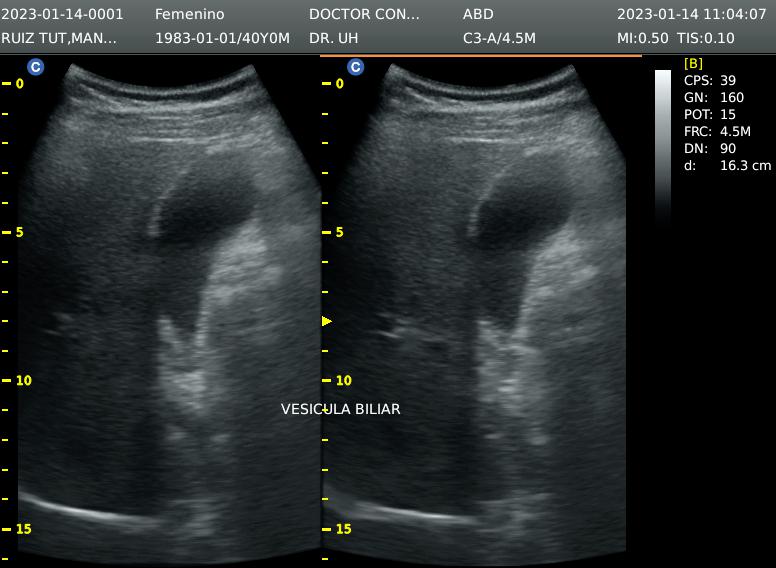 2023-01-14-0001 Femenino DOCTOR CON... ABD 2023-01-14 11:04:07
RUIZ TUT,MAN... 1983-01-01/40Y0M DR. UH C3-A/4.5M MI:0.50 TIS:0.10
C C [B]
0 0 CPS: 39
GN: 160
POT: 15
FRC: 4.5M
DN: 90
d: 16.3 cm
5 5
10 10
VESICULA BILIAR
15 15